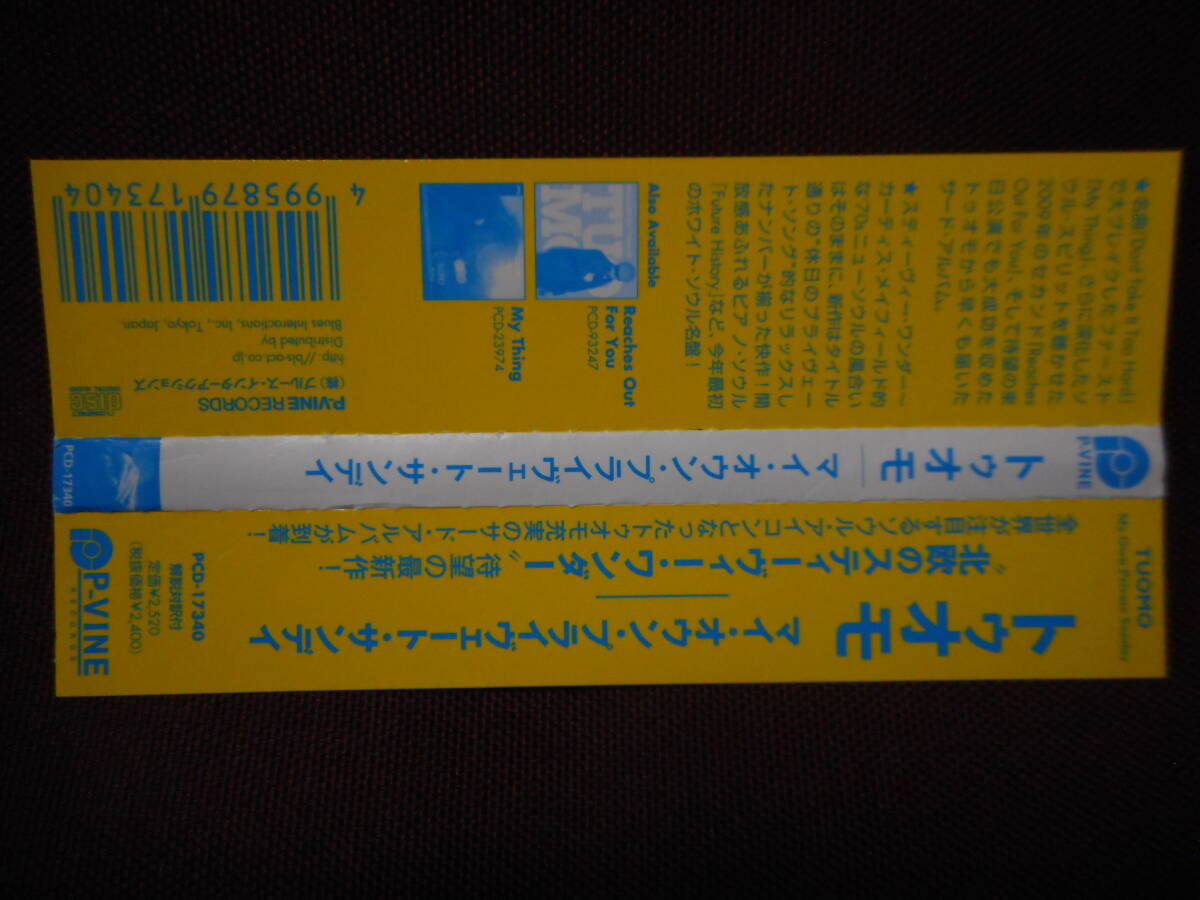 TUOMO
My Own Private Sunday
トゥオモ
マイ・オウン・プライヴェート・サンデイ
“北欧のスティーヴィー・ワンダー”待望の最新作!
全世界が注目するソウル・アイコンとなったトゥオモ充実のサード・アルバムが到着!
PCD-17340
解説対訳付
定価¥2,520
(税抜価格¥2,400)
P-VINE
RECORDS
P-VINE
トゥオモ
マイ・オウン・プライヴェート・サンデイ
PCD-17340
★名曲「Don't Take It Too Hard」
で大ブレイクしたファースト
『My Thing』、さらに深化したソ
ウル・スピリットを聴かせた
2009年のセカンド『Reaches
Out For You』、そして待望の来
日公演でも大成功を収めた
トゥオモから早くも届いた
サード・アルバム。
★スティーヴィー・ワンダー〜
カーティス・メイフィールド的
な'70sニューソウルの風合い
はそのままに、新作はタイトル
通りの“休日のプライヴェー
ト・ソング”的なリラックスし
たナンバーが揃った快作!開
放感あふれるピアノ・ソウル
「Future History」など、今年最初
のホワイト・ソウル名盤!
Also Available
TU
MO
Reaches Out
For You
PCD-93247
My Thing
PCD-23974
4 995879 173404
P-VINE RECORDS
(株)ブルース・インターアクションズ
http://bls-act.co.jp
Distributed by
Blues Interactions, Inc., Tokyo, Japan.
COMPACT
disc
DIGITAL AUDIO